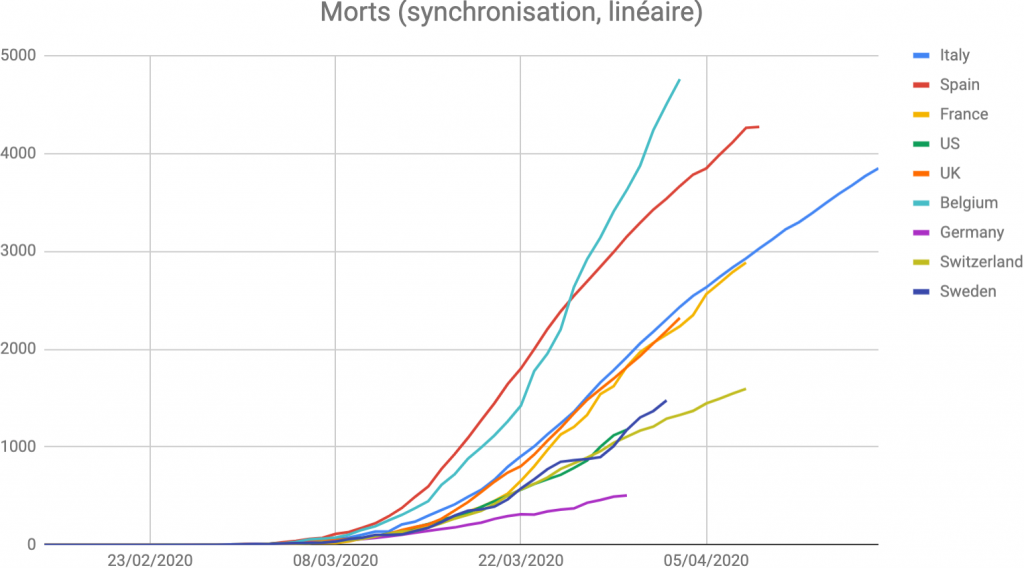 Morts (synchronisation, linéaire)
5000
4000
3000
2000
1000
0
23/02/2020
08/03/2020
22/03/2020
05/04/2020
Italy
Spain
France
US
UK
Belgium
Germany
Switzerland
Sweden